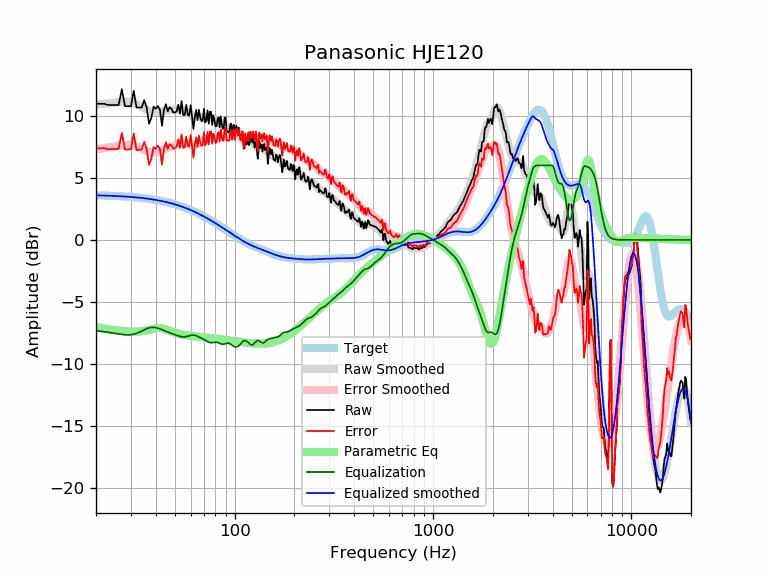 Panasonic HJE120
Amplitude (dBr)
10
5
0
−5
−10
−15
−20
Target
Raw Smoothed
Error Smoothed
Raw
Error
Parametric Eq
Equalization
Equalized smoothed
100
1000
10000
Frequency (Hz)